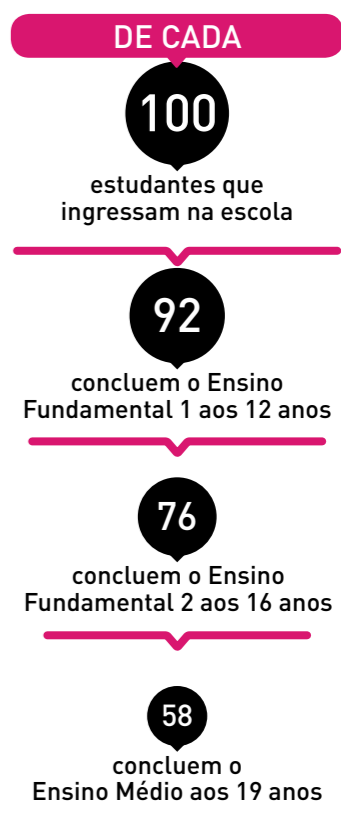 DE CADA
100
estudantes que
ingressam na escola
92
concluem o Ensino
Fundamental 1 aos 12 anos
76
concluem o Ensino
Fundamental 2 aos 16 anos
58
concluem o
Ensino Médio aos 19 anos